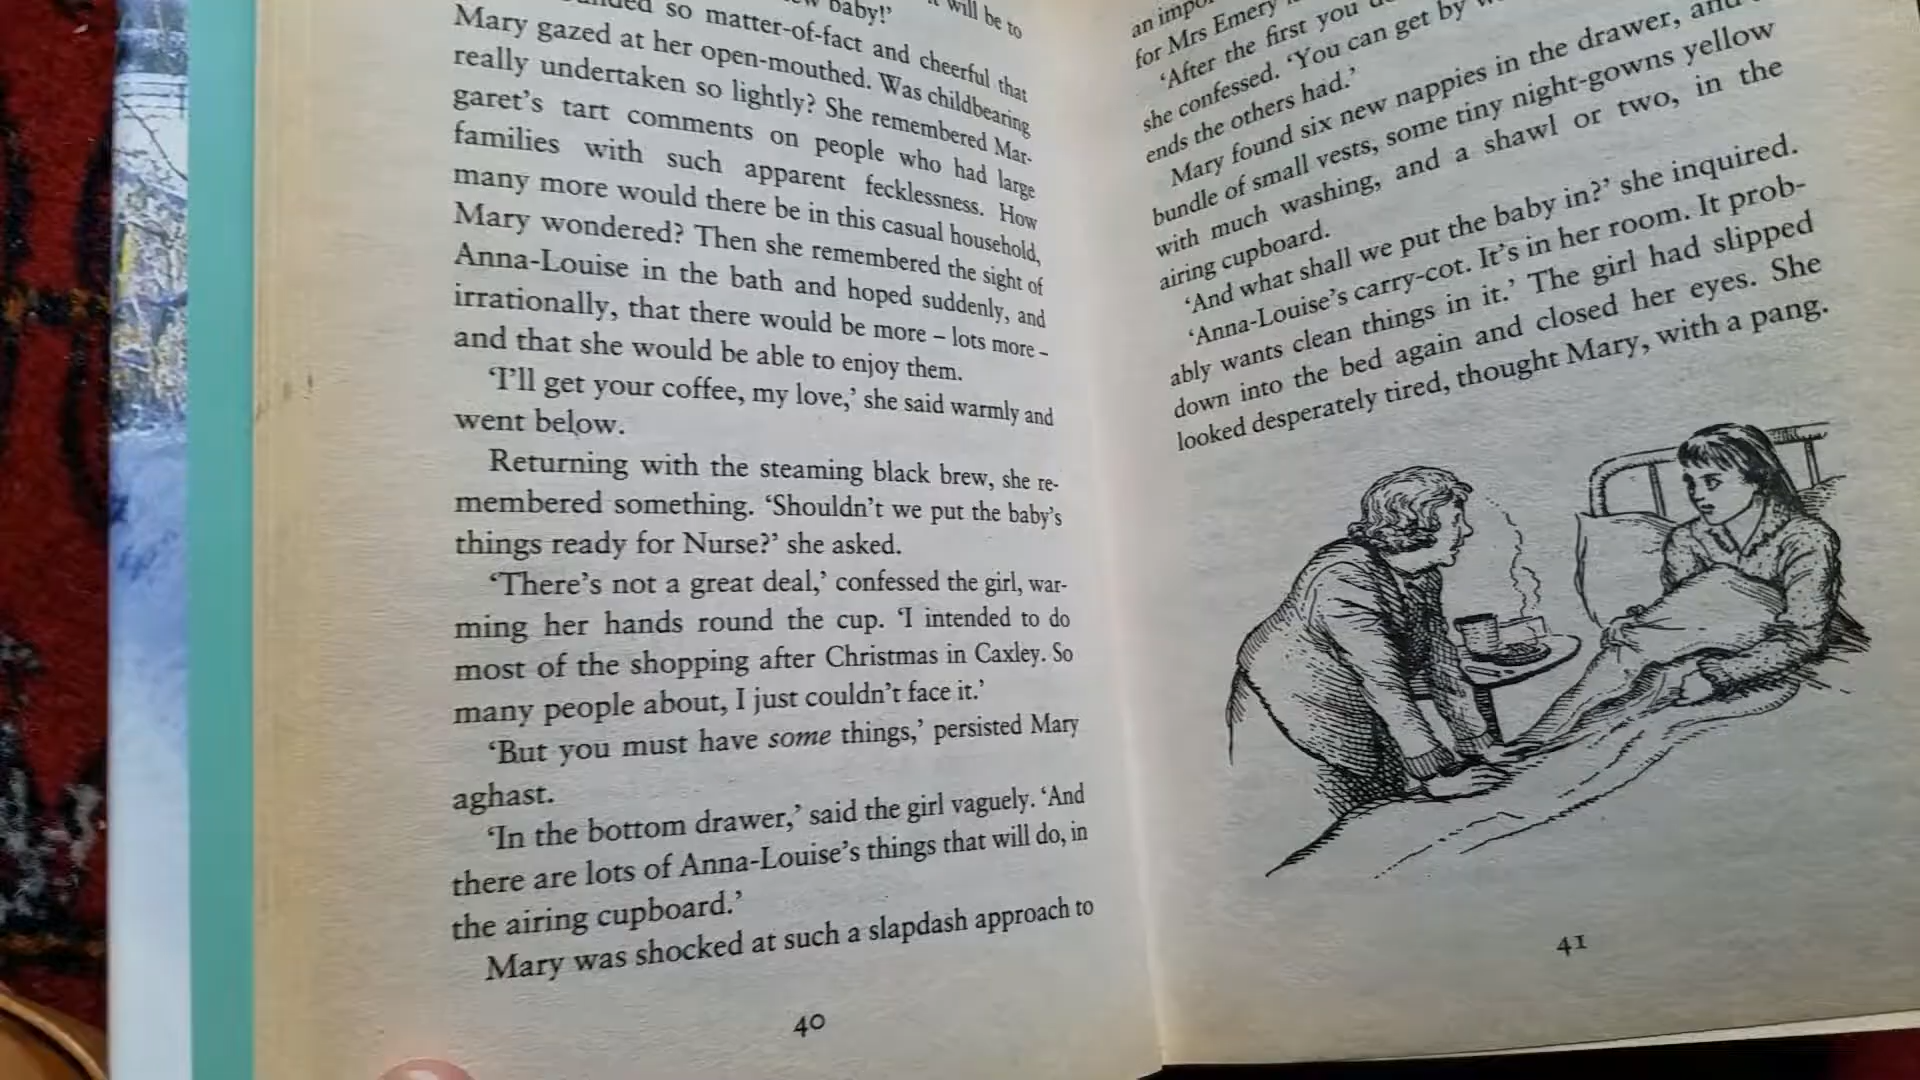 baby!' will be to
so matter-of-fact and cheerful that
Mary gazed at her open-mouthed. Was childbearing
really undertaken so lightly? She remembered Mar-
garet's tart comments on people who had large
families with such apparent fecklessness. How
many more would there be in this casual household,
Mary wondered? Then she remembered the sight of
Anna-Louise in the bath and hoped suddenly, and
irrationally, that there would be more – lots more –
and that she would be able to enjoy them.
'I'll get your coffee, my love,' she said warmly and
went below.
Returning with the steaming black brew, she re-
membered something. 'Shouldn't we put the baby's
things ready for Nurse?' she asked.
'There's not a great deal,' confessed the girl, war-
ming her hands round the cup. 'I intended to do
most of the shopping after Christmas in Caxley. So
many people about, I just couldn't face it.'
'But you must have some things,' persisted Mary
aghast.
'In the bottom drawer,' said the girl vaguely. 'And
there are lots of Anna-Louise's things that will do, in
the airing cupboard.'
Mary was shocked at such a slapdash approach to
40
an
for Mrs Emery
'After the first you
she confessed. 'You can get by
ends the others had.'
Mary found six new nappies in the drawer, and
bundle of small vests, some tiny night-gowns yellow
with much washing, and a shawl or two, in the
airing cupboard.
'And what shall we put the baby in?' she inquired.
'Anna-Louise's carry-cot. It's in her room. It prob-
ably wants clean things in it.' The girl had slipped
down into the bed again and closed her eyes. She
looked desperately tired, thought Mary, with a pang.
41